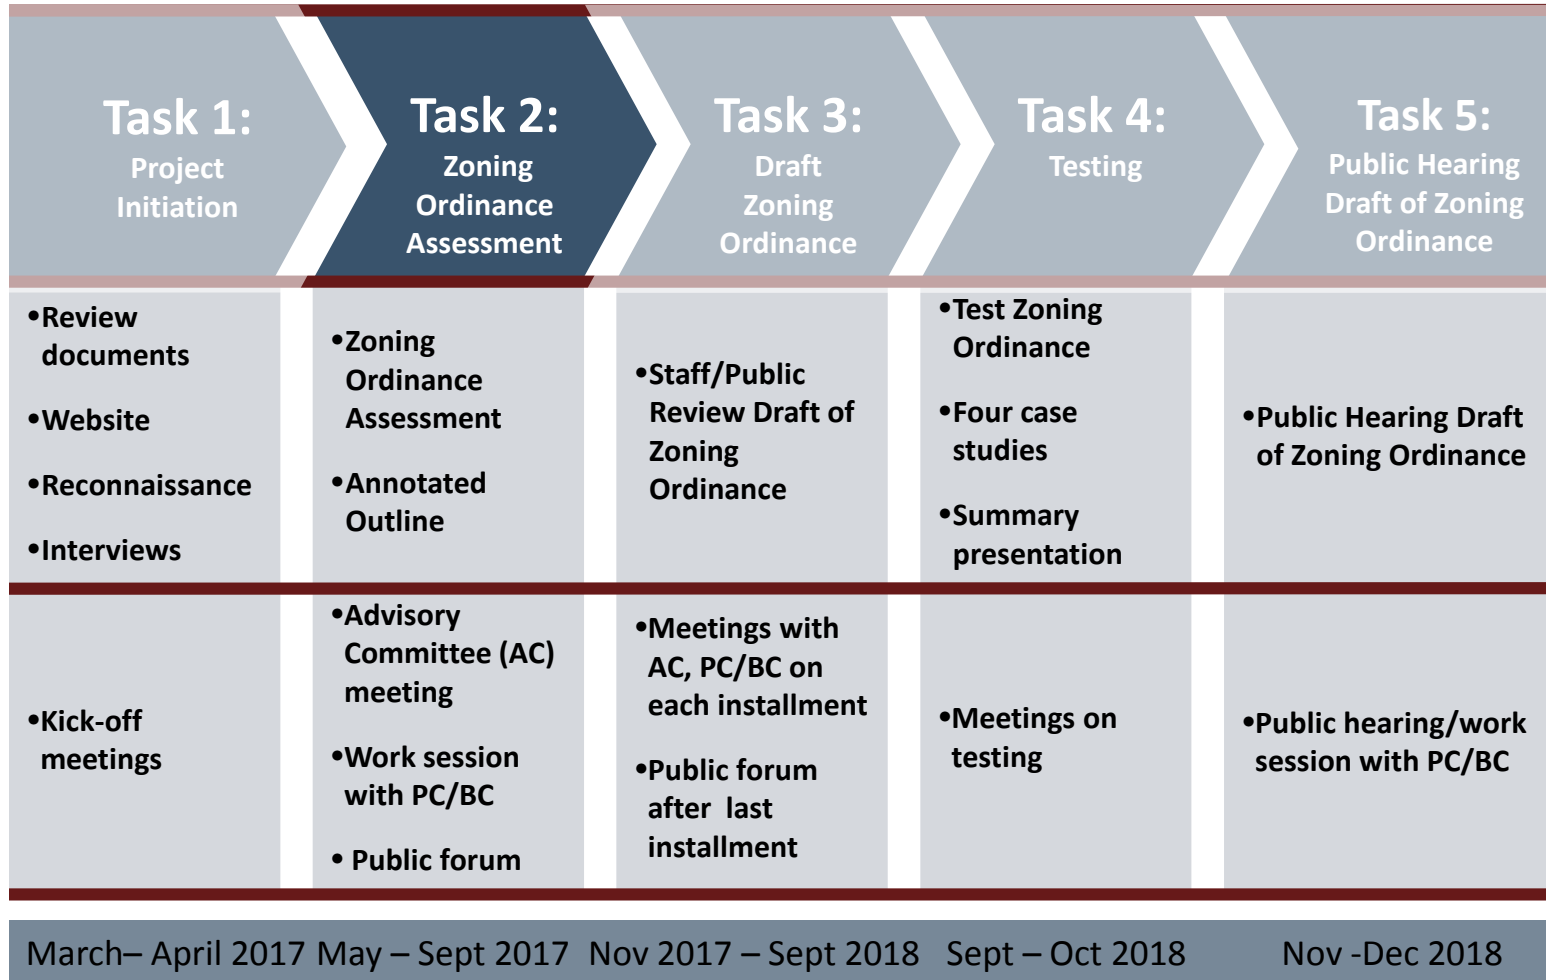 Task 1:
Project
Initiation
Task 2:
Zoning
Ordinance
Assessment
Task 3:
Draft
Zoning
Ordinance
Task 4:
Testing
Task 5:
Public Hearing
Draft of Zoning
Ordinance
•Review
documents
•Website
•Reconnaissance
•Interviews
•Zoning
Ordinance
Assessment
•Annotated
Outline
•Staff/Public
Review Draft of
Zoning
Ordinance
•Test Zoning
Ordinance
•Four case
studies
•Summary
presentation
•Public Hearing Draft
of Zoning Ordinance
•Kick-off
meetings
•Advisory
Committee (AC)
meeting
•Work session
with PC/BC
• Public forum
•Meetings with
AC, PC/BC on
each installment
•Public forum
after last
installment
•Meetings on
testing
•Public hearing/work
session with PC/BC
March– April 2017 May – Sept 2017 Nov 2017 – Sept 2018 Sept – Oct 2018 Nov -Dec 2018